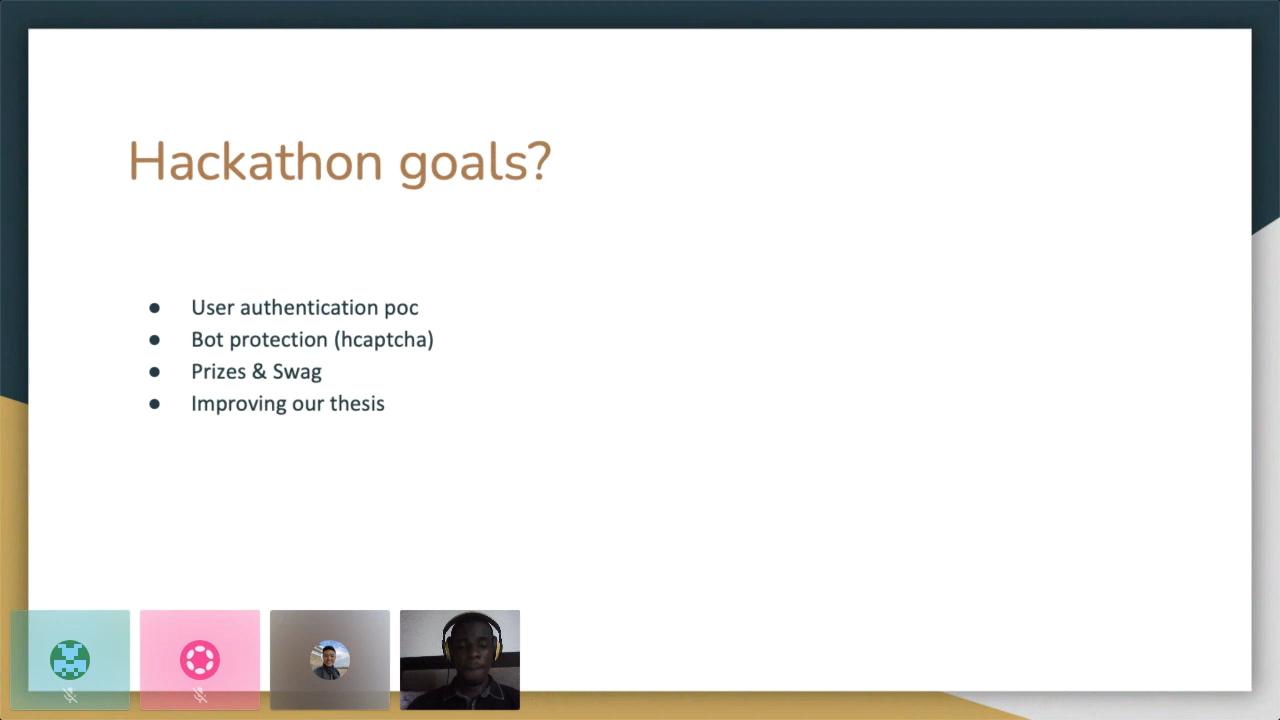 Hackathon goals?
● User authentication poc
● Bot protection (hcaptcha)
● Prizes & Swag
● Improving our thesis